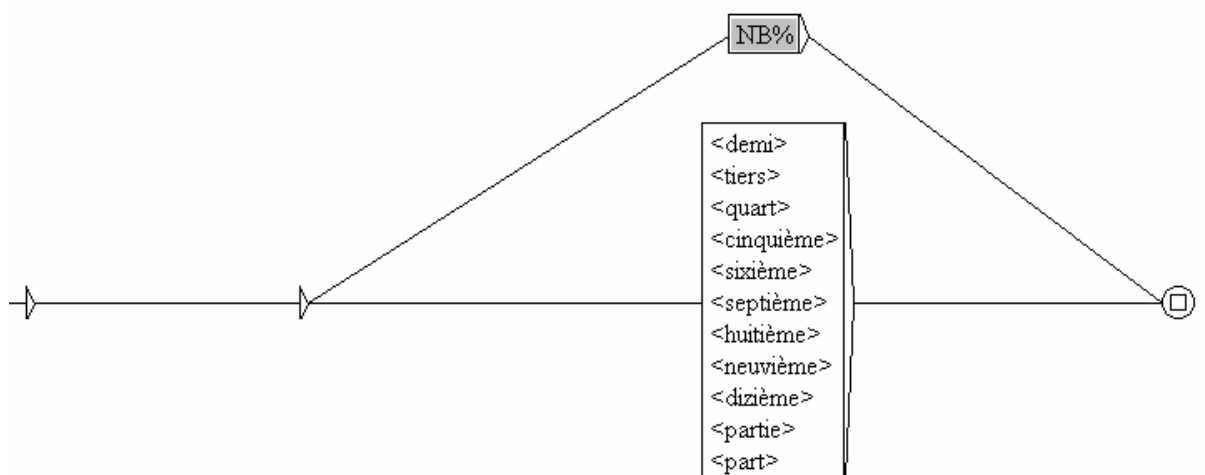 NB%
<demi>
<tiers>
<quart>
<cinquième>
<sixième>
<septième>
<huitième>
<neuvième>
<dizième>
<partie>
<part>